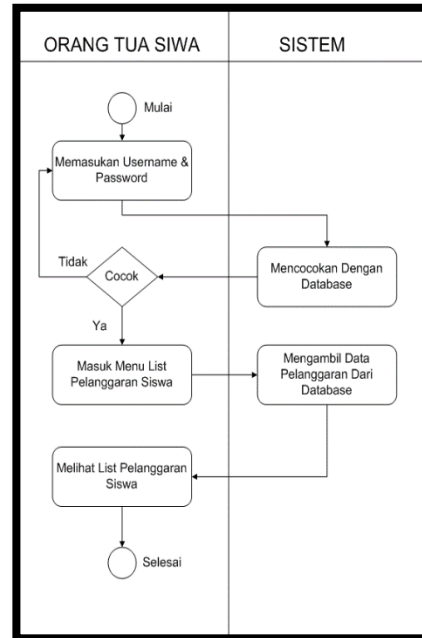 ORANG TUA SIWA
SISTEM
Mulai
Memasukan Username &
Password
Mencocokan Dengan
Database
Tidak
Cocok
Ya
Masuk Menu List
Pelanggaran Siswa
Mengambil Data
Pelanggaran Dari
Database
Melihat List Pelanggaran
Siswa
Selesai